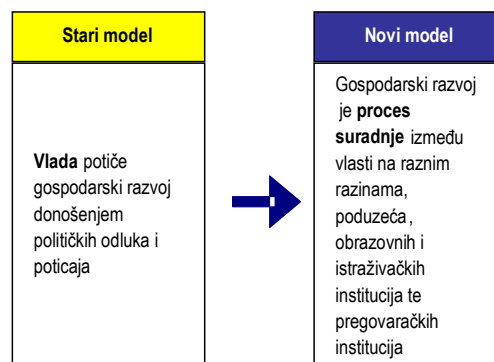 Stari model
Vlada potiče
gospodarski razvoj
donošenjem
političkih odluka i
poticaja
Novi model
Gospodarski razvoj
je proces
suradnje između
vlasti na raznim
razinama,
poduzeća,
obrazovnih i
istraživačkih
institucija te
pregovaračkih
institucija